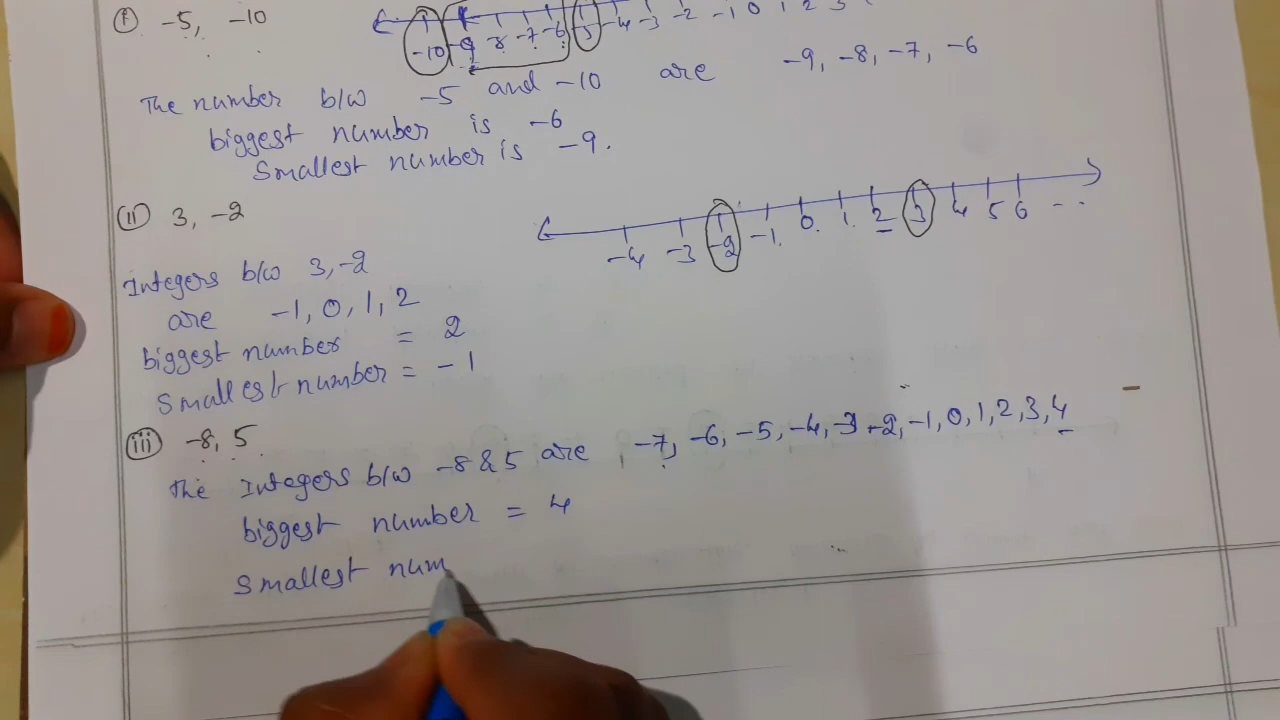 (i) -5, -10
-10 -9 -8 -7 -6 -5 -4 -3 -2 -1 0 1 2 3
The number b/w -5 and -10 are -9, -8, -7, -6
biggest number is -6
Smallest number is -9.
(ii) 3, -2
-4 -3 -2 -1 0 1 2 3 4 5 6 - - -
Integers b/w 3, -2
are -1, 0, 1, 2
biggest number = 2
Smallest number = -1
(iii) -8, 5
The Integers b/w -8 & 5 are -7, -6, -5, -4, -3 -2, -1, 0, 1, 2, 3, 4
biggest number = 4
Smallest num